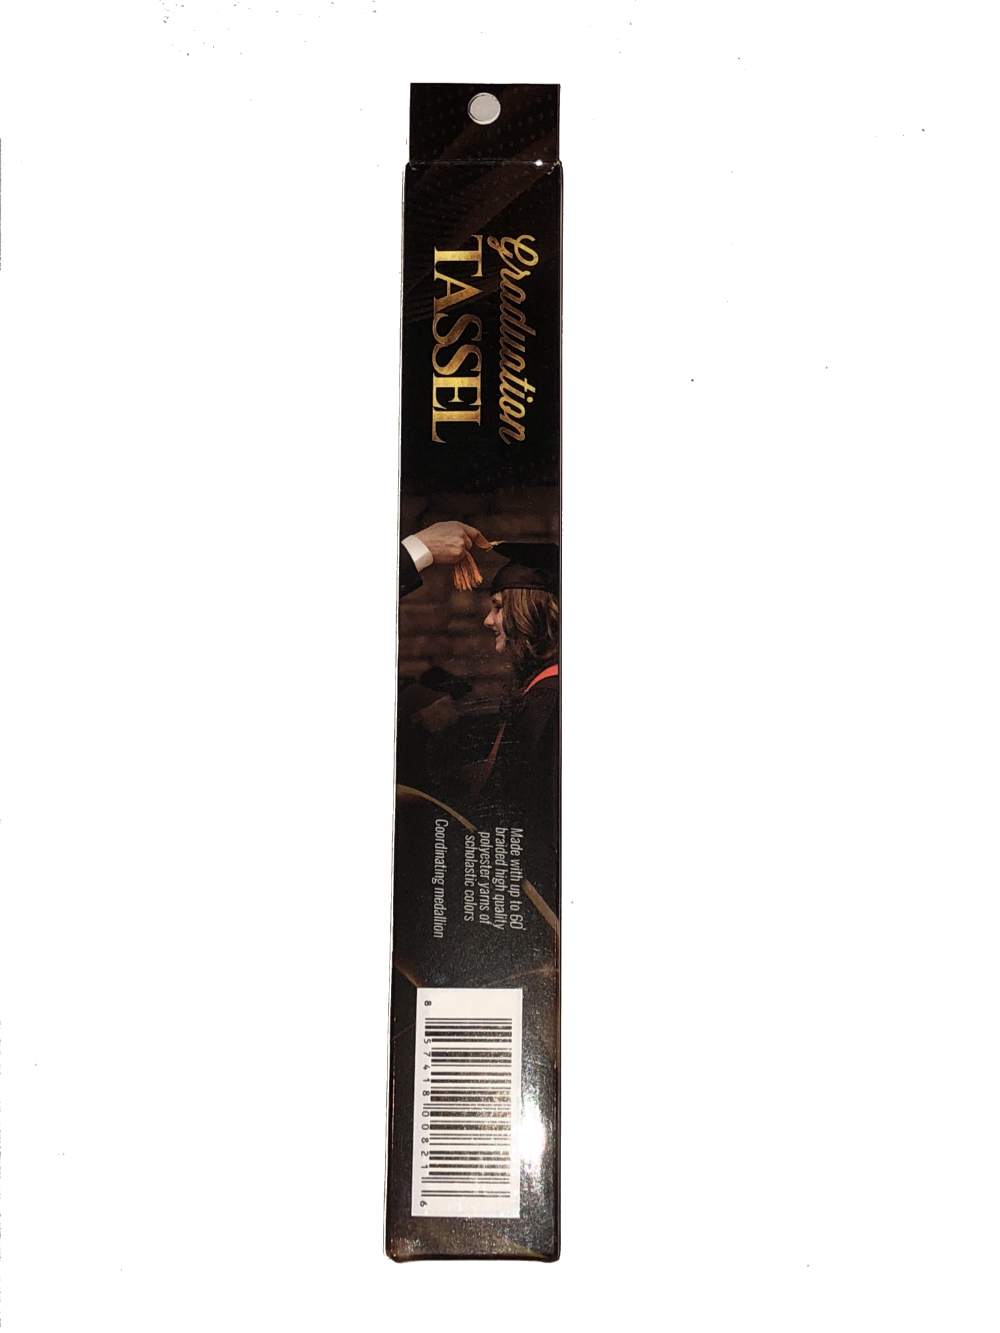 Graduation
TASSEL
Made with up to 60'
braided high quality
polyester yarns of
scholastic colors
Coordinating medallion
8 57418 00821 6